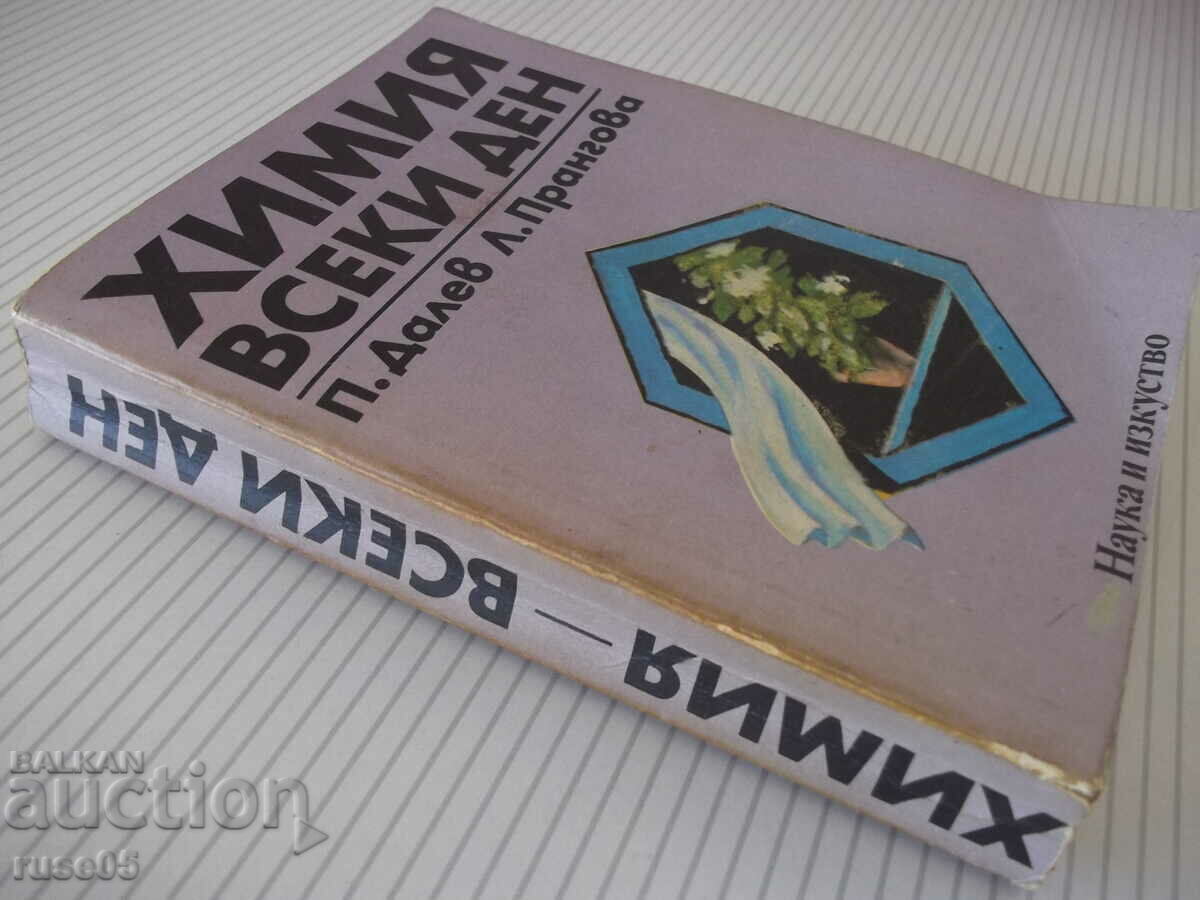 ХИМИЯ
ВСЕКИ ДЕН
П. Далев Л. Прангова
Наука и изкуство
ХИМИЯ — ВСЕКИ ДЕН
BALKAN
auction
ruse05